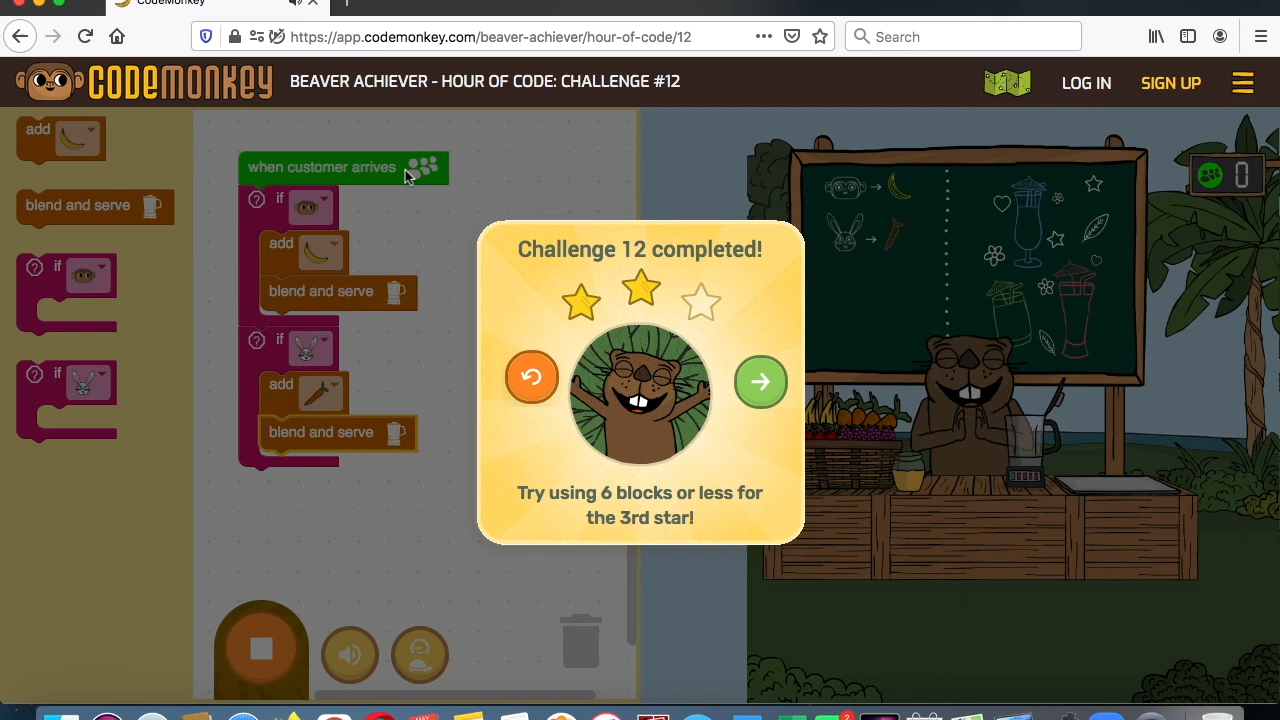 CodeMonkey
https://app.codemonkey.com/beaver-achiever/hour-of-code/12
Search
CODEMONKEY
BEAVER ACHIEVER - HOUR OF CODE: CHALLENGE #12
LOG IN
SIGN UP
add
blend and serve
if
if
when customer arrives
if
add
blend and serve
if
add
blend and serve
Challenge 12 completed!
Try using 6 blocks or less for
the 3rd star!
0
MAY
2